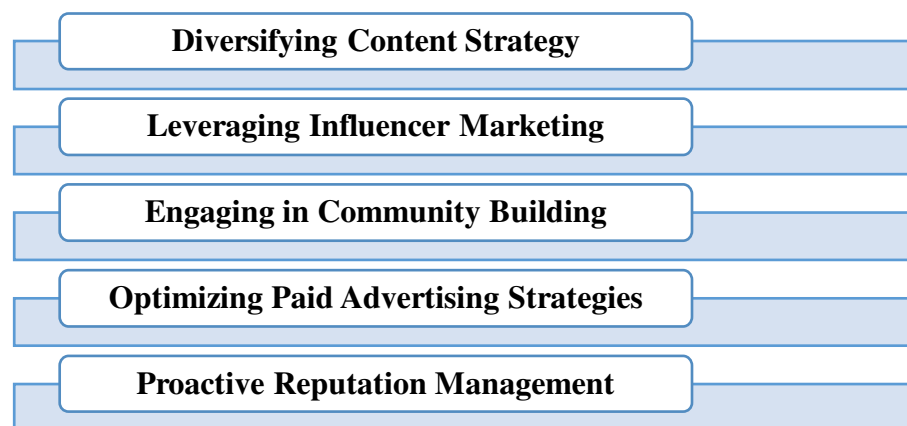 Diversifying Content Strategy
Leveraging Influencer Marketing
Engaging in Community Building
Optimizing Paid Advertising Strategies
Proactive Reputation Management